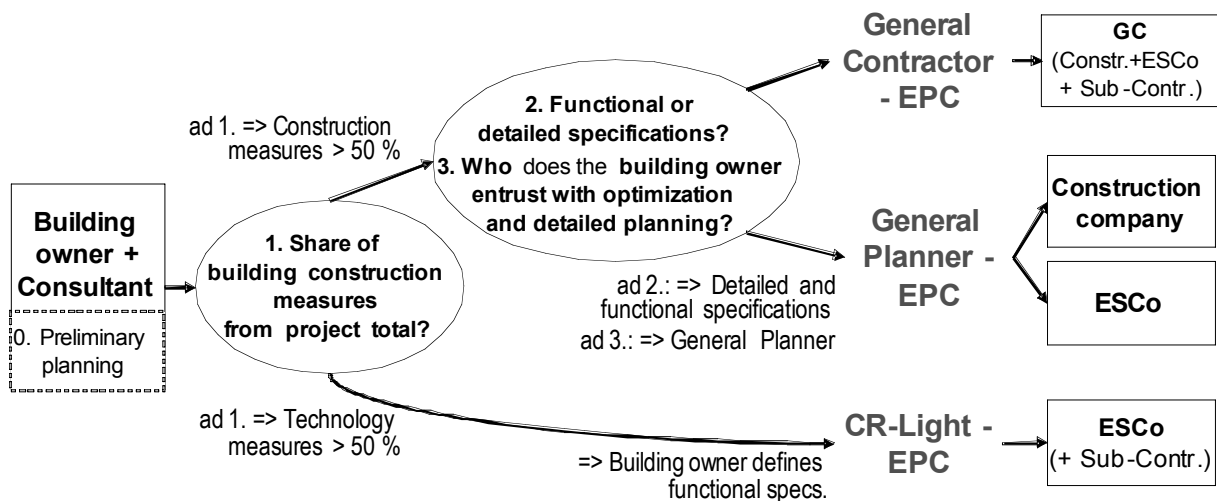 Building
owner +
Consultant
0. Preliminary
planning
1. Share of
building construction
measures
from project total?
ad 1. => Construction
measures > 50 %
2. Functional or
detailed specifications?
3. Who does the building owner
entrust with optimization
and detailed planning?
General
Contractor
- EPC
GC
(Constr.+ESCo
+ Sub-Contr.)
ad 2.: => Detailed and
functional specifications
ad 3.: => General Planner
General
Planner -
EPC
Construction
company
ESCo
ad 1. => Technology
measures > 50 %
=> Building owner defines
functional specs.
CR-Light -
EPC
ESCo
(+ Sub-Contr.)